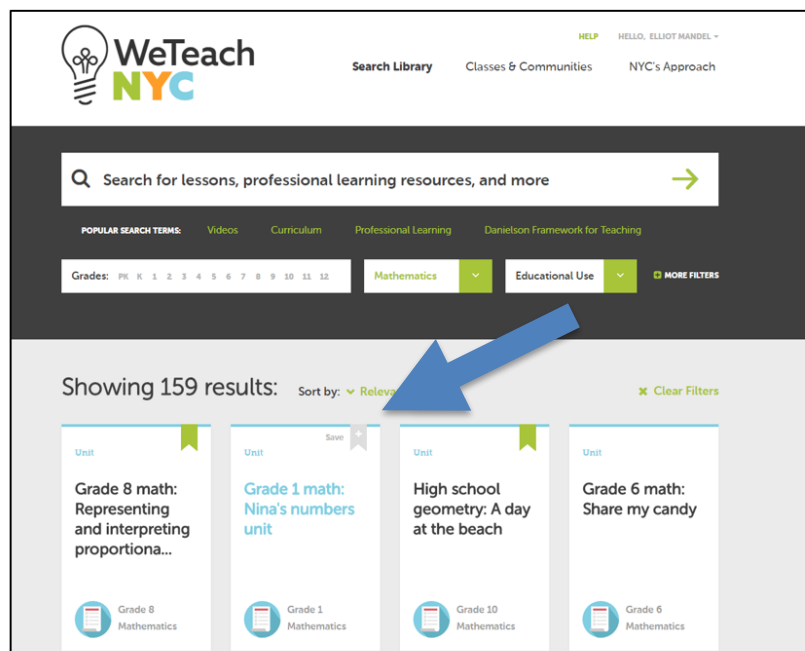 WeTeach
NYC
HELP HELLO, ELLIOT MANDEL
Search Library Classes & Communities NYC's Approach
Search for lessons, professional learning resources, and more
POPULAR SEARCH TERMS: Videos Curriculum Professional Learning Danielson Framework for Teaching
Grades: PK K 1 2 3 4 5 6 7 8 9 10 11 12 Mathematics Educational Use MORE FILTERS
Showing 159 results: Sort by: Clear Filters
Save
Unit
Grade 8 math:
Representing
and interpreting
proportiona...
Grade 8
Mathematics
Unit
Grade 1 math:
Nina's numbers
unit
Grade 1
Mathematics
Unit
High school
geometry: A day
at the beach
Grade 10
Mathematics
Unit
Grade 6 math:
Share my candy
Grade 6
Mathematics